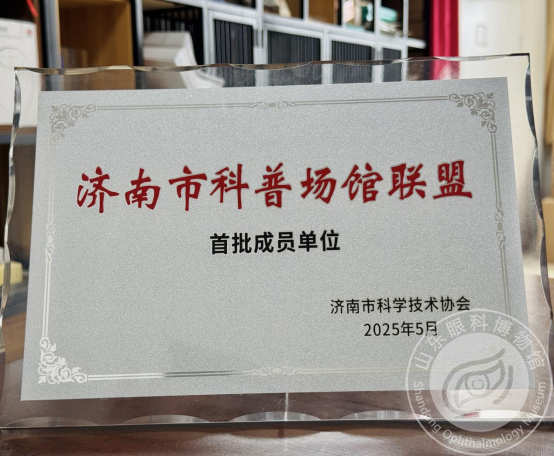 济南市科普场馆联盟
首批成员单位
济南市科学技术协会
2025年5月
山东眼科博物馆
Shandong Ophthalmology Museum